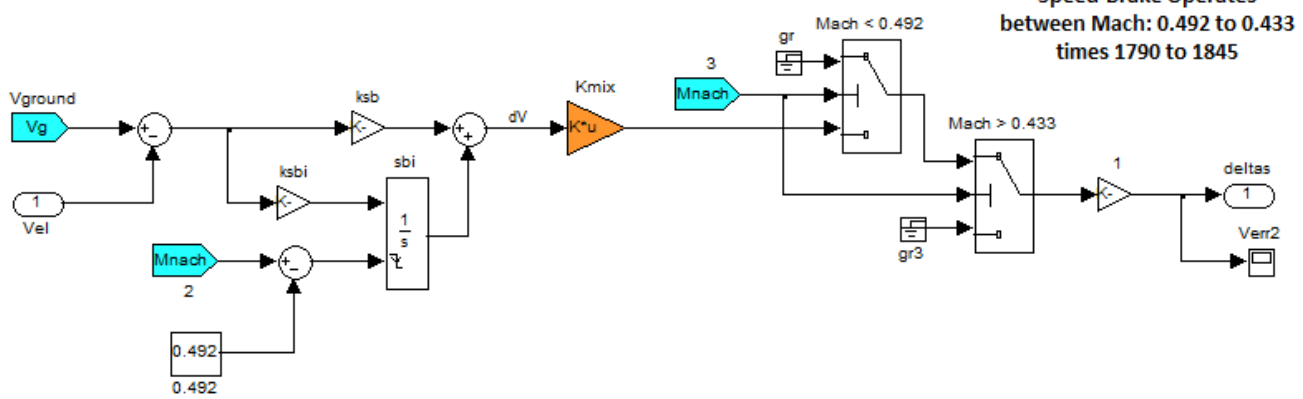 Speed-Brake Operates
between Mach: 0.492 to 0.433
times 1790 to 1845
Mach < 0.492
gr
3
Mnach
Kmix
K*u
Vground
Vg
ksb
K-
dV
Mach > 0.433
1
K-
deltas
1
ksbi
K-
sbi
1
s
1
Vel
Mnach
2
gr3
Verr2
0.492
0.492